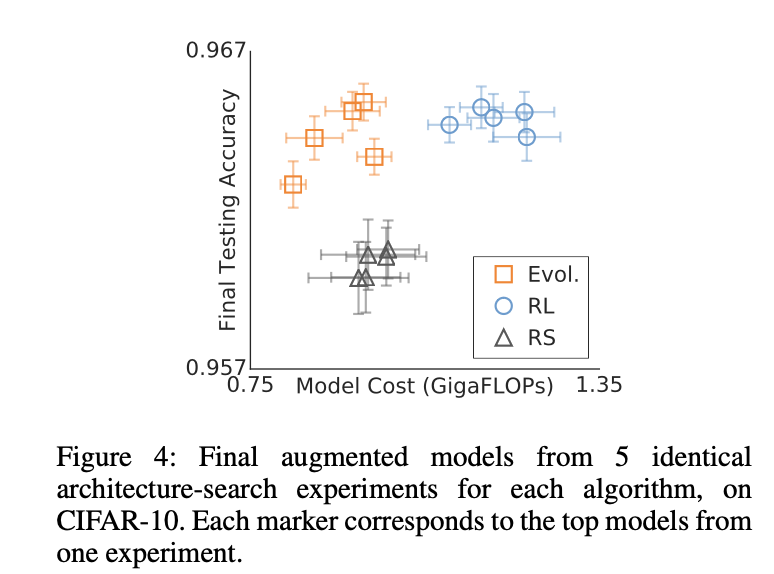 0.967
Final Testing Accuracy
Evol.
RL
RS
0.957
0.75 Model Cost (GigaFLOPs) 1.35
Figure 4: Final augmented models from 5 identical
architecture-search experiments for each algorithm, on
CIFAR-10. Each marker corresponds to the top models from
one experiment.